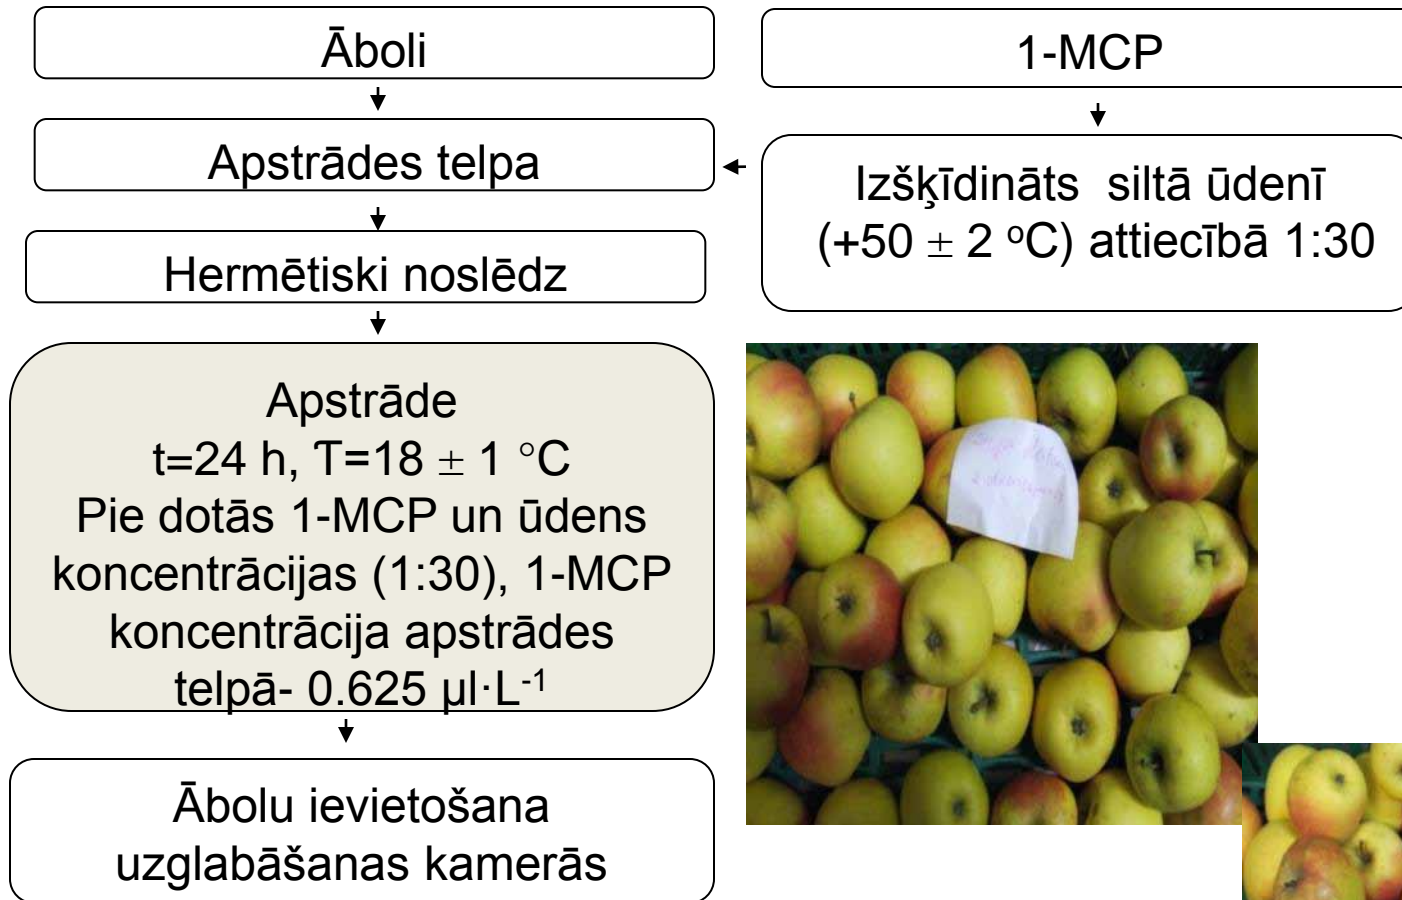 Āboli
1-MCP
Apstrādes telpa
Izšķīdināts siltā ūdenī
(+50 ± 2 ºC) attiecībā 1:30
Hermētiski noslēdz
Apstrāde
t=24 h, T=18 ± 1 °C
Pie dotās 1-MCP un ūdens
koncentrācijas (1:30), 1-MCP
koncentrācija apstrādes
telpā- 0.625 µl·L⁻¹
Ābolu ievietošana
uzglabāšanas kamerās